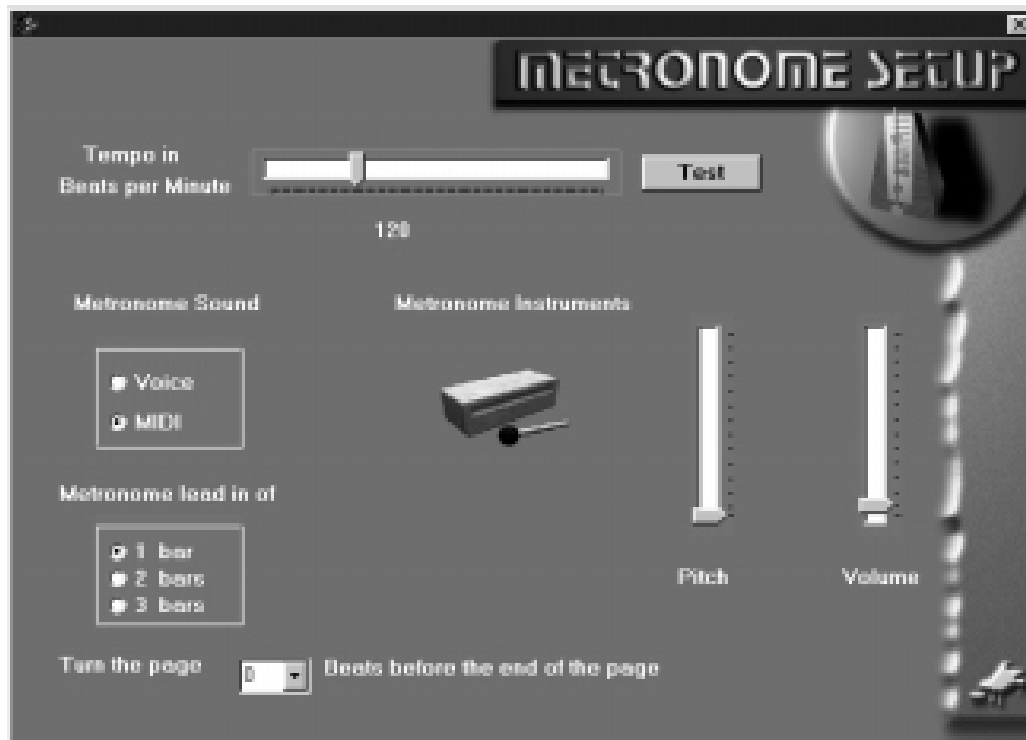 METRONOME SETUP
Tempo in
Beats per Minute
Test
120
Metronome Sound
Metronome Instruments
Voice
MIDI
Metronome lead in of
1 bar
2 bars
3 bars
Pitch
Volume
Turn the page 0 Beats before the end of the page